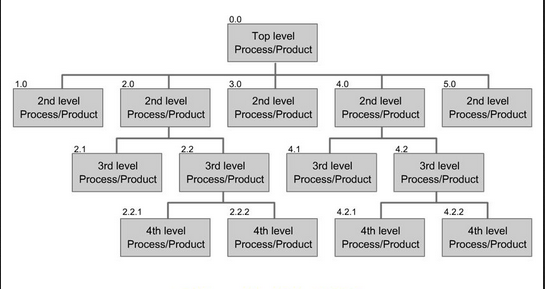 0.0
Top level
Process/Product
1.0
2nd level
Process/Product
2.0
2nd level
Process/Product
3.0
2nd level
Process/Product
4.0
2nd level
Process/Product
5.0
2nd level
Process/Product
2.1
3rd level
Process/Product
2.2
3rd level
Process/Product
4.1
3rd level
Process/Product
4.2
3rd level
Process/Product
2.2.1
4th level
Process/Product
2.2.2
4th level
Process/Product
4.2.1
4th level
Process/Product
4.2.2
4th level
Process/Product